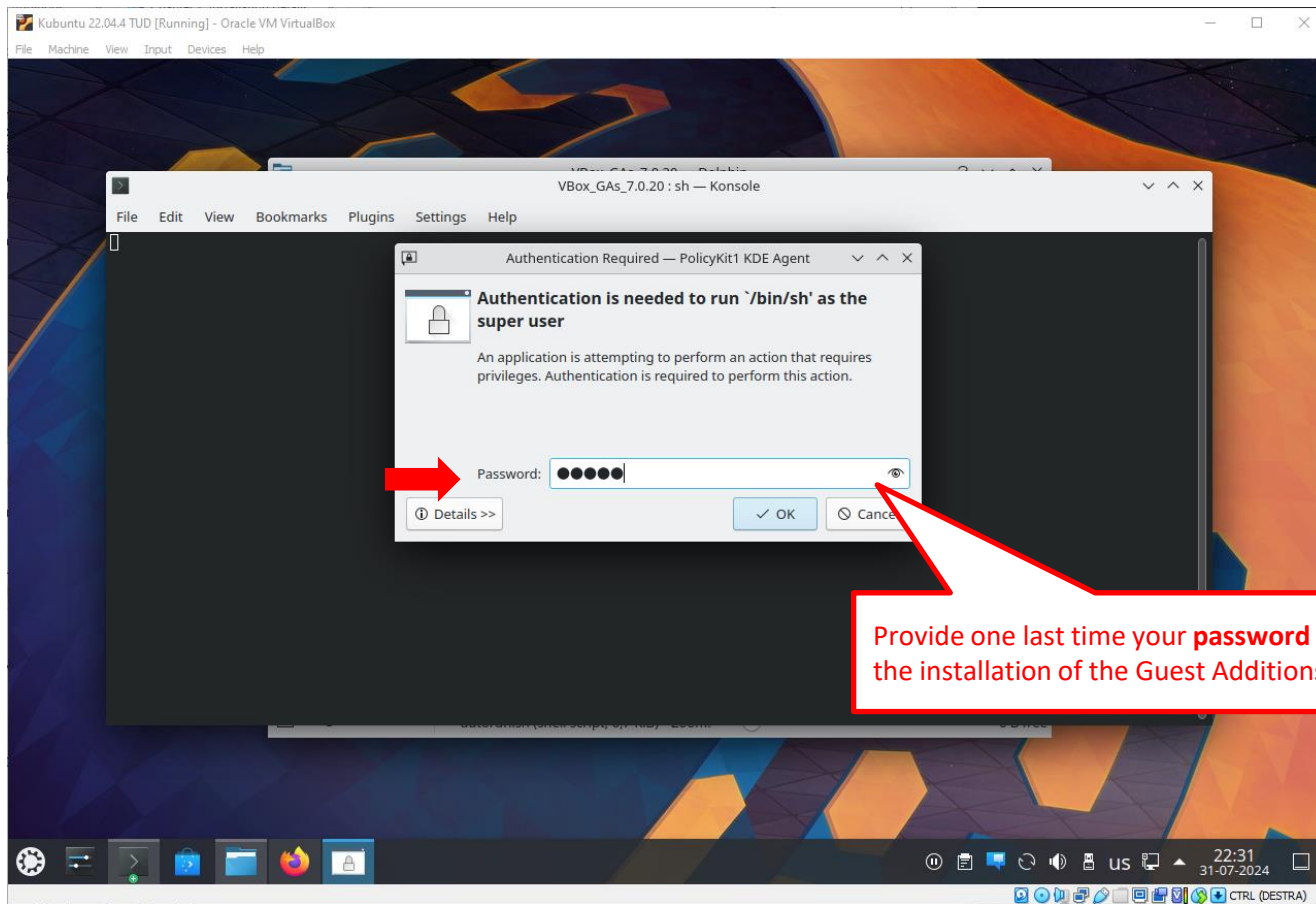 Kubuntu 22.04.4 TUD [Running] - Oracle VM VirtualBox
File Machine View Input Devices Help
VBox_GAs_7.0.20 : sh — Konsole
File Edit View Bookmarks Plugins Settings Help
Authentication Required — PolicyKit1 KDE Agent
Authentication is needed to run `/bin/sh' as the
super user
An application is attempting to perform an action that requires
privileges. Authentication is required to perform this action.
Password:
Details >>
OK
Provide one last time your password
the installation of the Guest Additions
us
22:31
31-07-2024
CTRL (DESTRA)